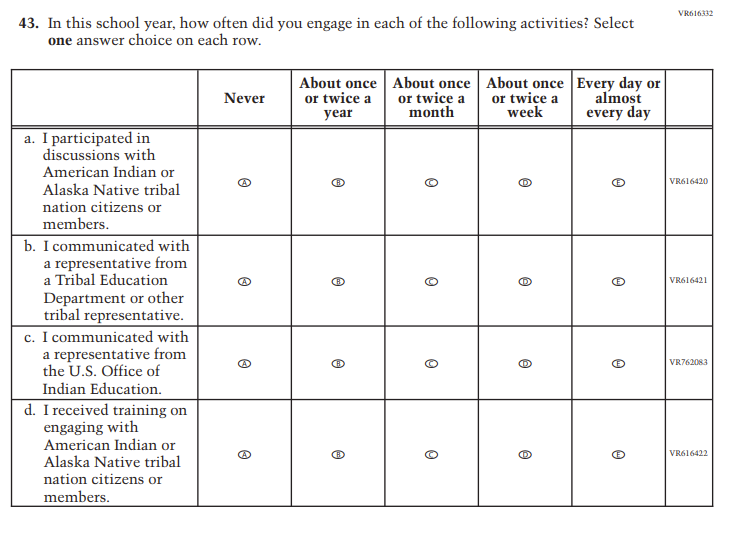 VR616332
43. In this school year, how often did you engage in each of the following activities? Select
one answer choice on each row.
Never
About once
or twice a
year
About once
or twice a
month
About once
or twice a
week
Every day or
almost
every day
a. I participated in
discussions with
American Indian or
Alaska Native tribal
nation citizens or
members.
A B C D E VR616420
b. I communicated with
a representative from
a Tribal Education
Department or other
tribal representative.
A B C D E VR616421
c. I communicated with
a representative from
the U.S. Office of
Indian Education.
A B C D E VR762083
d. I received training on
engaging with
American Indian or
Alaska Native tribal
nation citizens or
members.
A B C D E VR616422